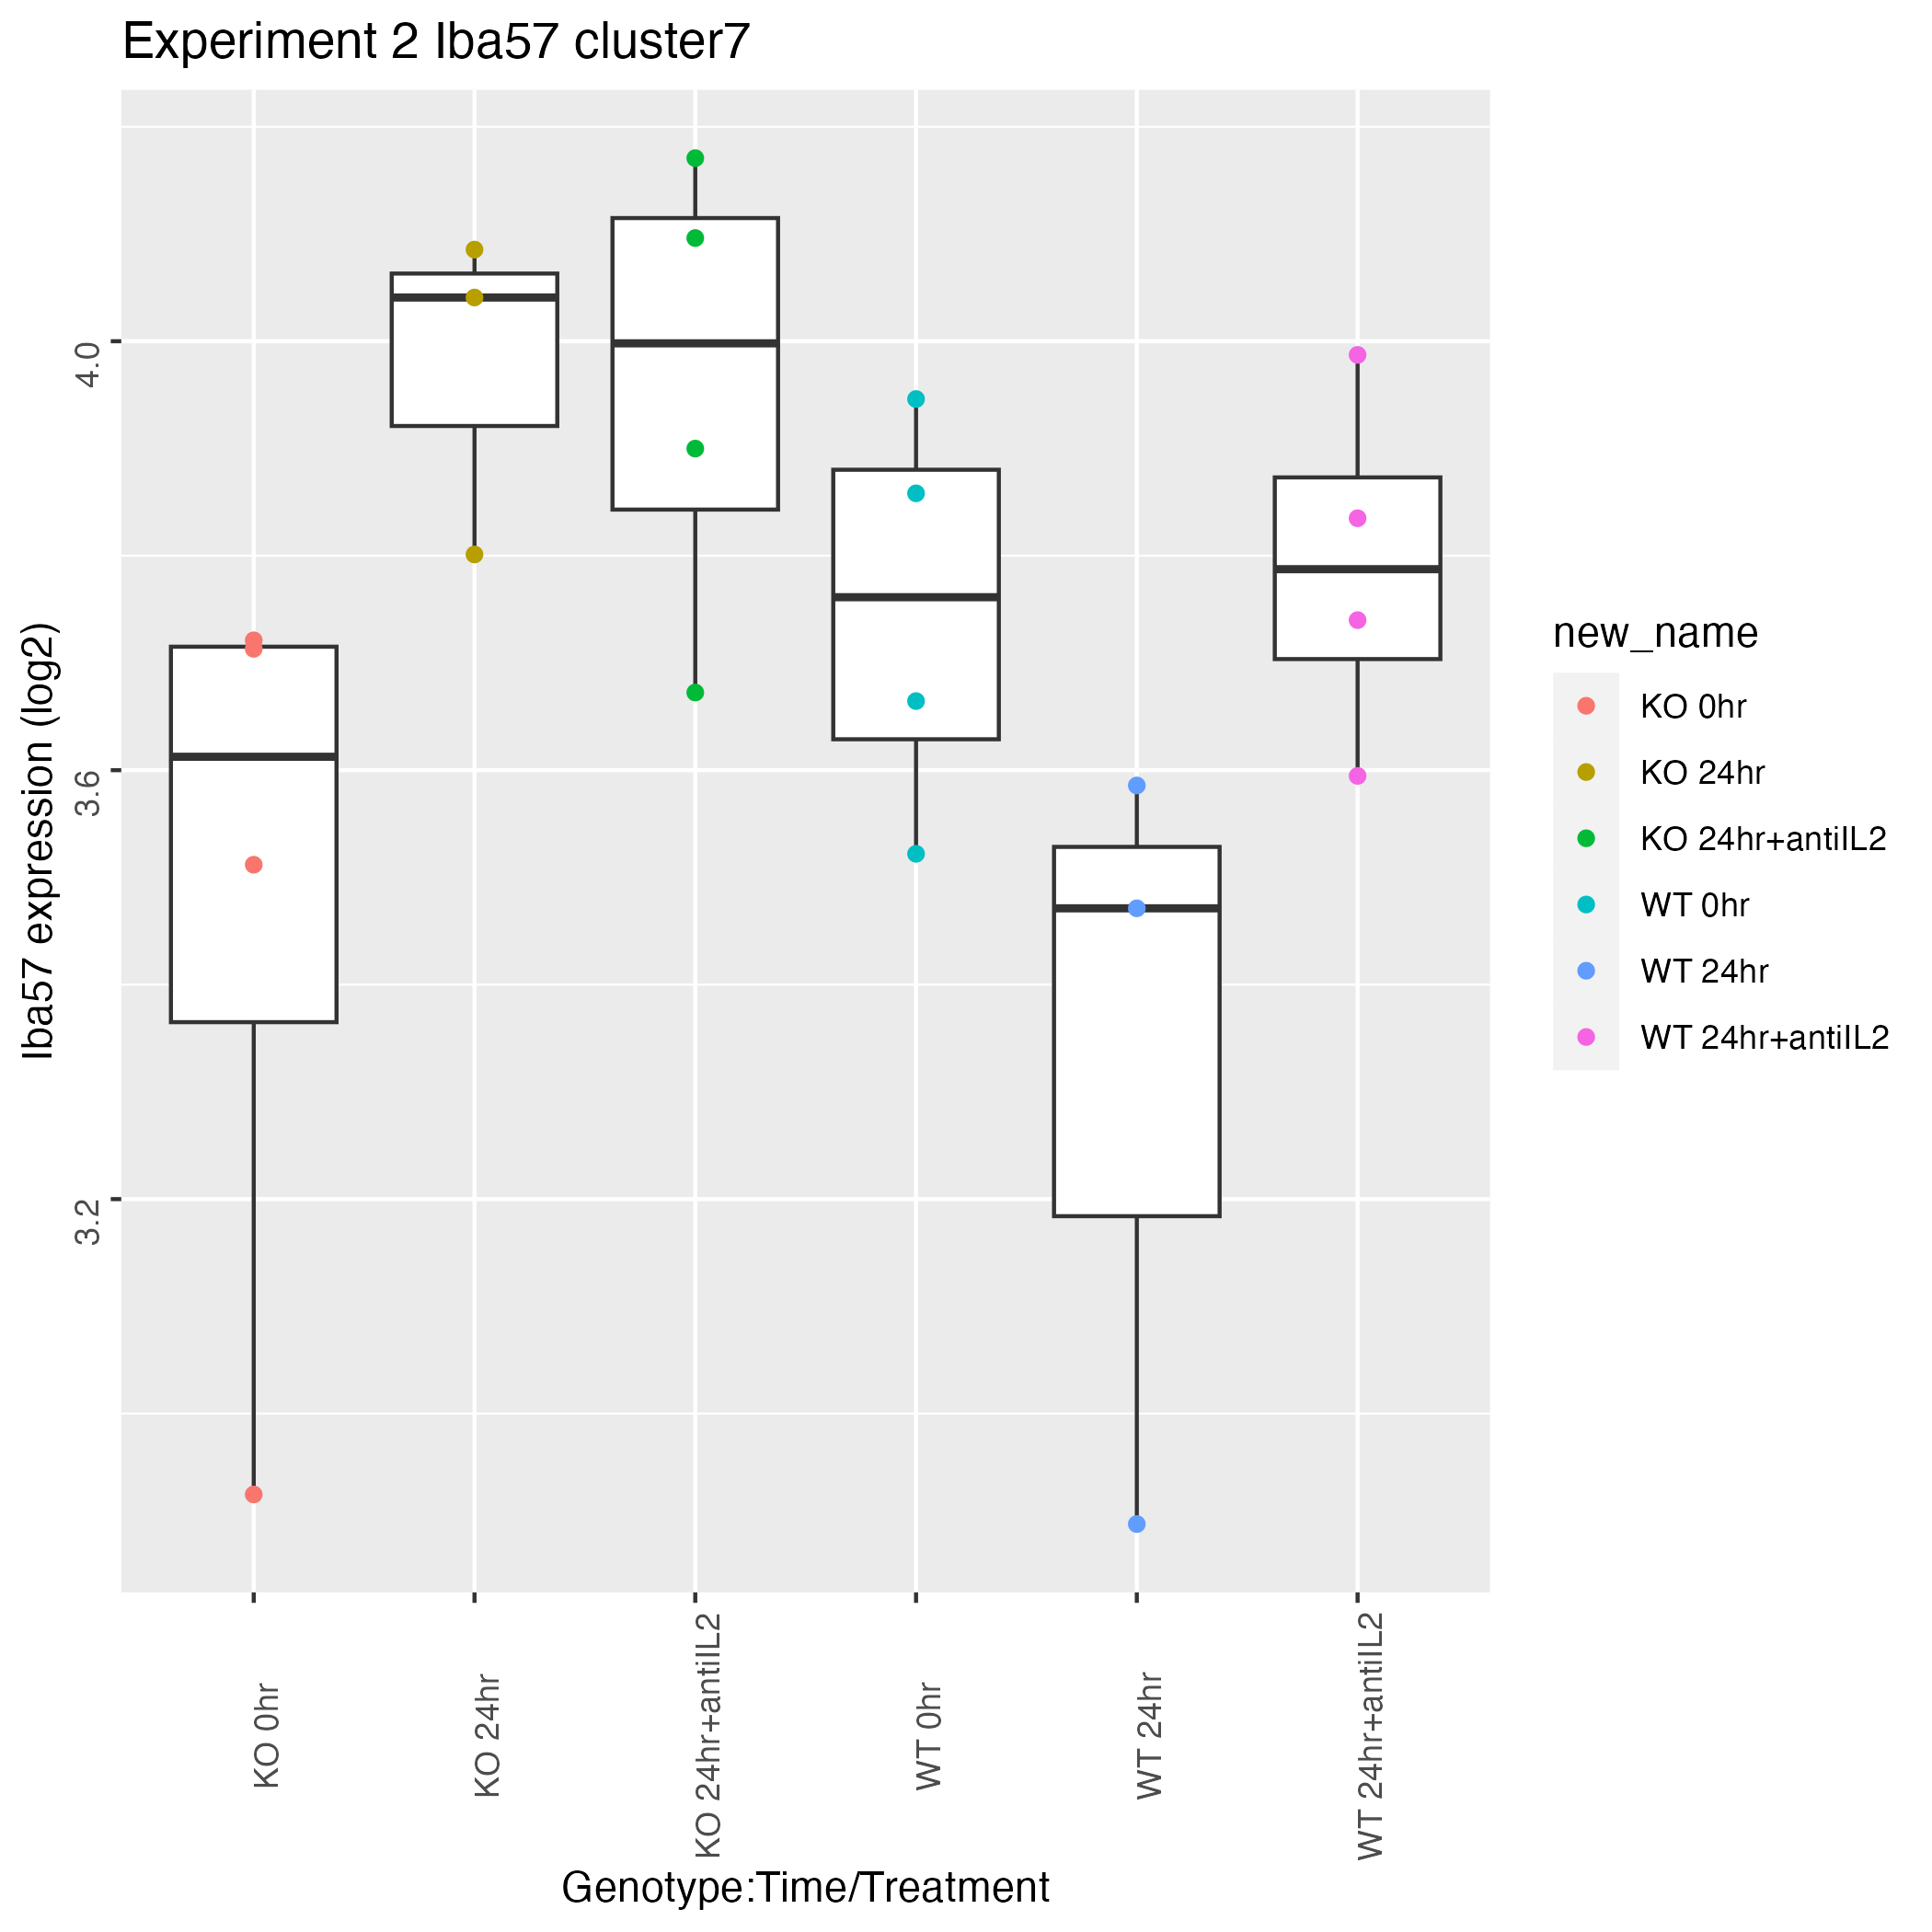 Experiment 2 Iba57 cluster7
Iba57 expression (log2)
4.0
3.6
3.2
KO 0hr
KO 24hr
KO 24hr+antiIL2
WT 0hr
WT 24hr
WT 24hr+antiIL2
Genotype:Time/Treatment
new_name
KO 0hr
KO 24hr
KO 24hr+antiIL2
WT 0hr
WT 24hr
WT 24hr+antiIL2